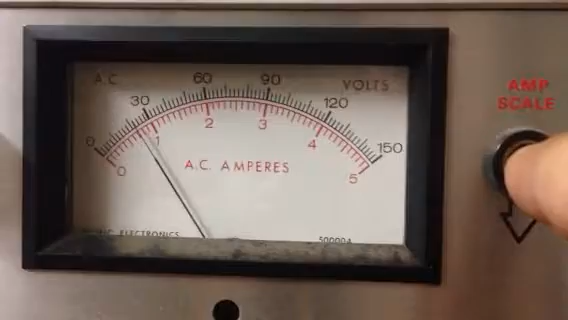 A.C. VOLTS
0 30 60 90 120 150
0 1 2 3 4 5
A.C. AMPERES
ELECTRONICS
AMP
SCALE